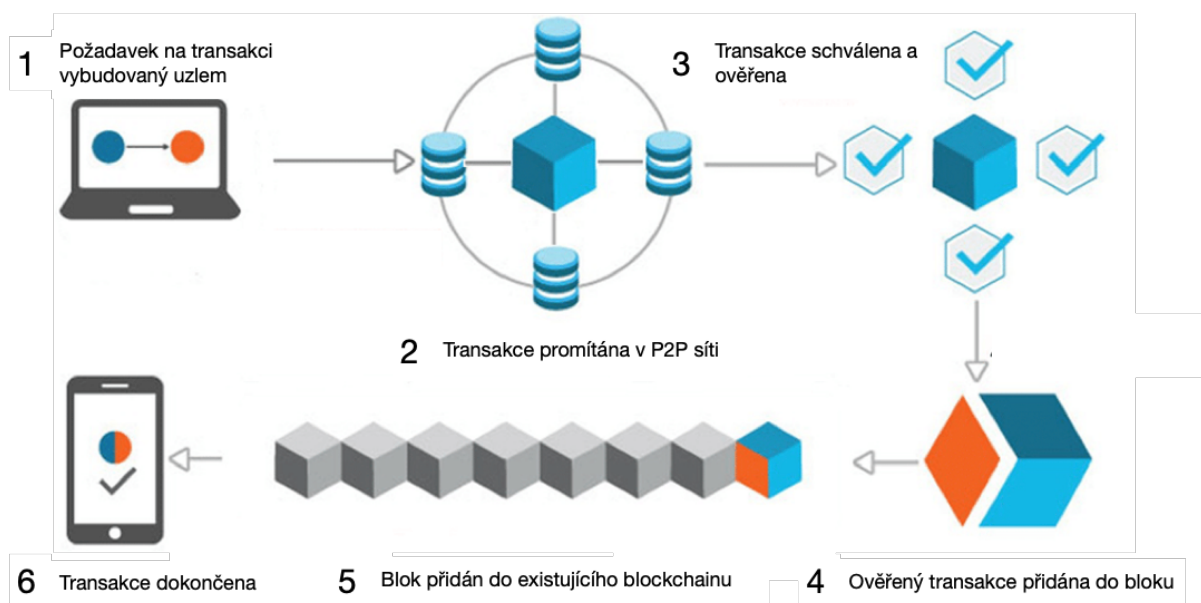 1 Požadavek na transakci
vybudovaný uzlem
2 Transakce promítána v P2P síti
3 Transakce schválena a
ověřena
4 Ověřený transakce přidána do bloku
5 Blok přidán do existujícího blockchainu
6 Transakce dokončena